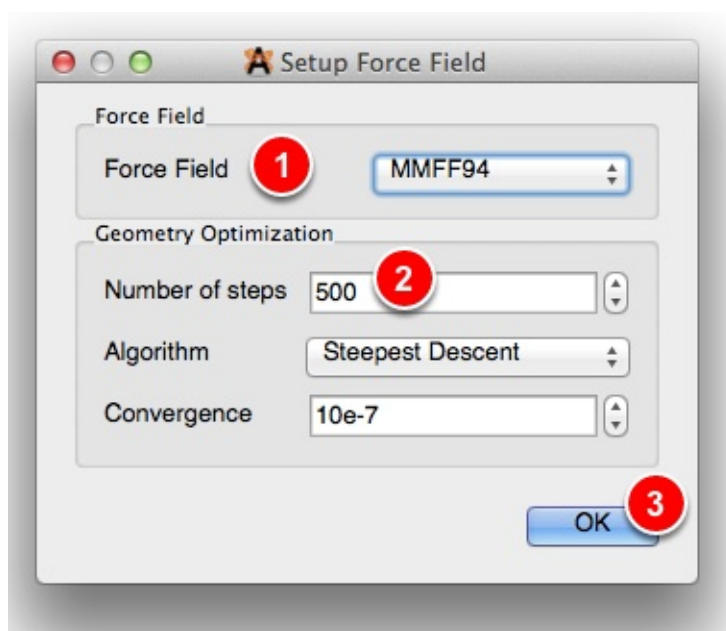 Setup Force Field
Force Field
Force Field 1 MMFF94
Geometry Optimization
Number of steps 500 2
Algorithm Steepest Descent
Convergence 10e-7
OK 3